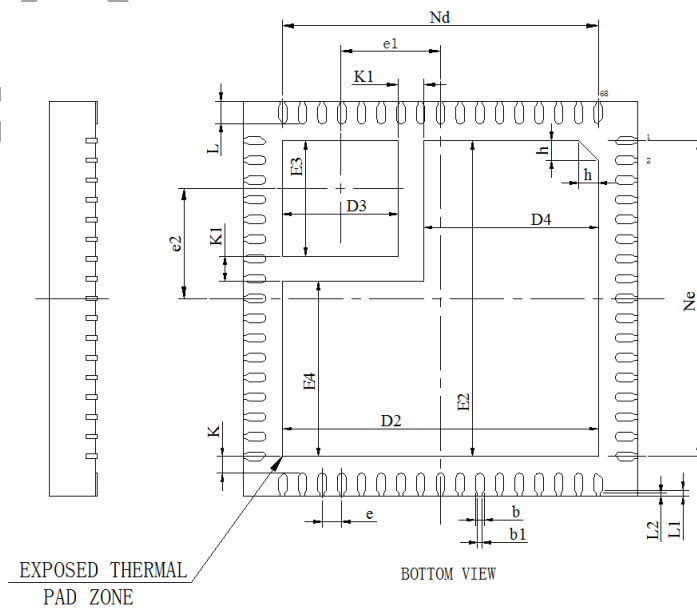 Nd
e1
K1
68
L
h
1
2
h
E3
D3
D4
e2
K1
Ne
E4
E2
D2
K
e
b
b1
L2
L1
EXPOSED THERMAL
PAD ZONE
BOTTOM VIEW